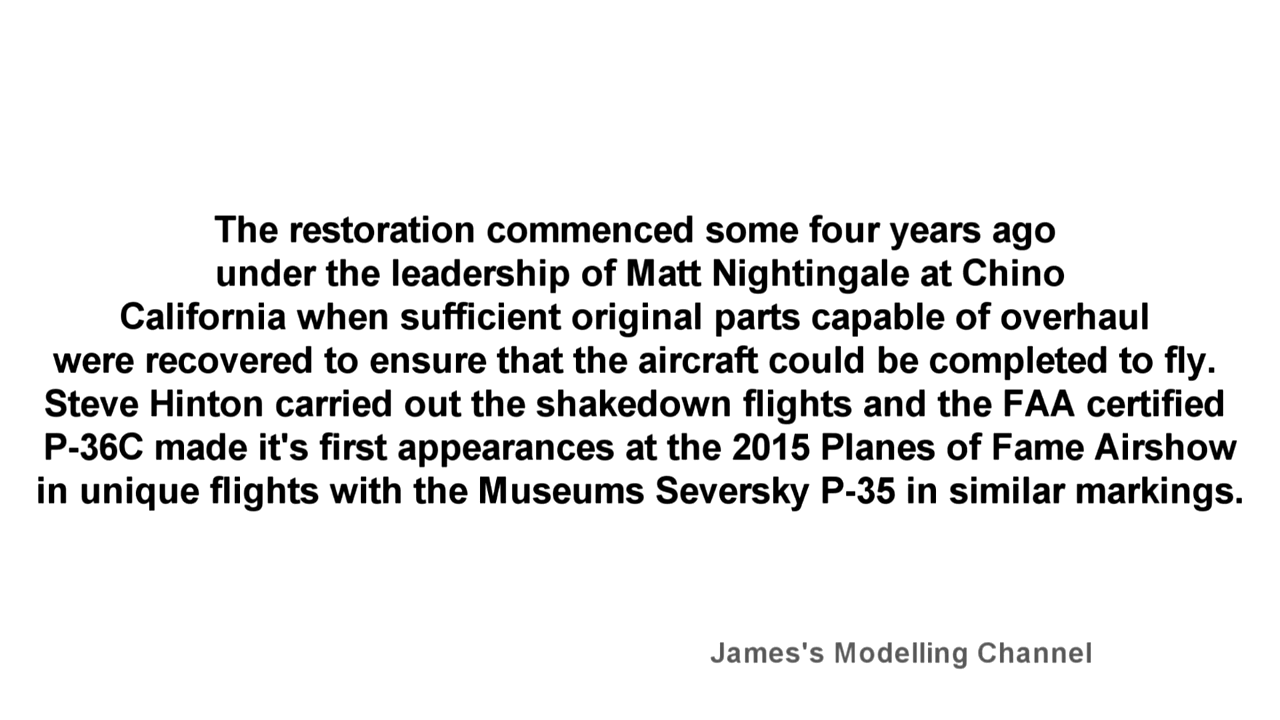 The restoration commenced some four years ago
under the leadership of Matt Nightingale at Chino
California when sufficient original parts capable of overhaul
were recovered to ensure that the aircraft could be completed to fly.
Steve Hinton carried out the shakedown flights and the FAA certified
P-36C made it's first appearances at the 2015 Planes of Fame Airshow
in unique flights with the Museums Seversky P-35 in similar markings.
James's Modelling Channel